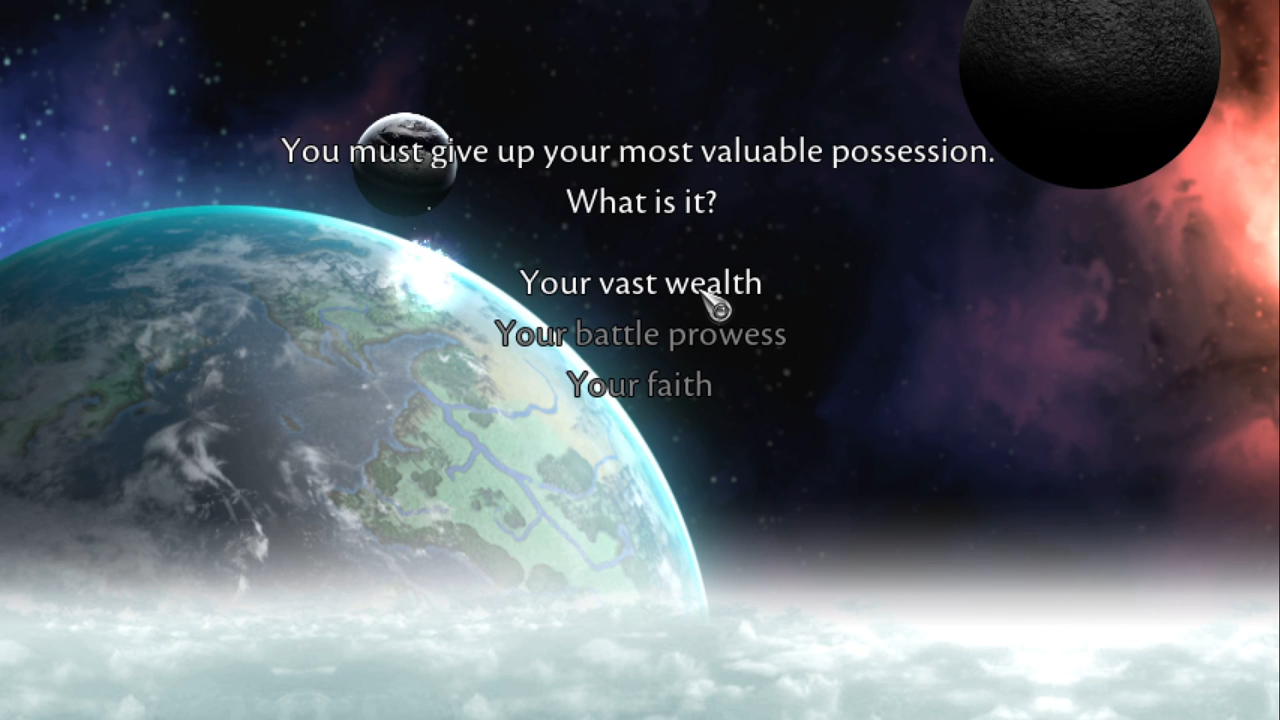 You must give up your most valuable possession.
What is it?
Your vast wealth
Your battle prowess
Your faith